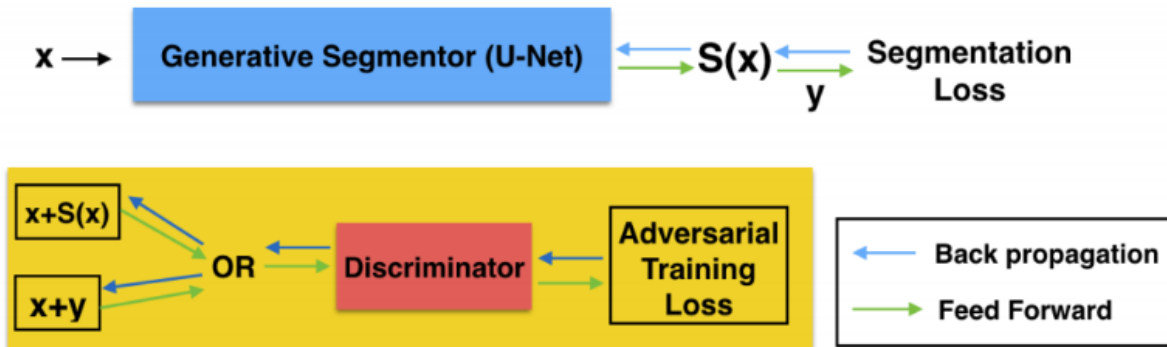 x
Generative Segmentor (U-Net)
S(x)
y
Segmentation
Loss
x+S(x)
x+y
OR
Discriminator
Adversarial
Training
Loss
Back propagation
Feed Forward